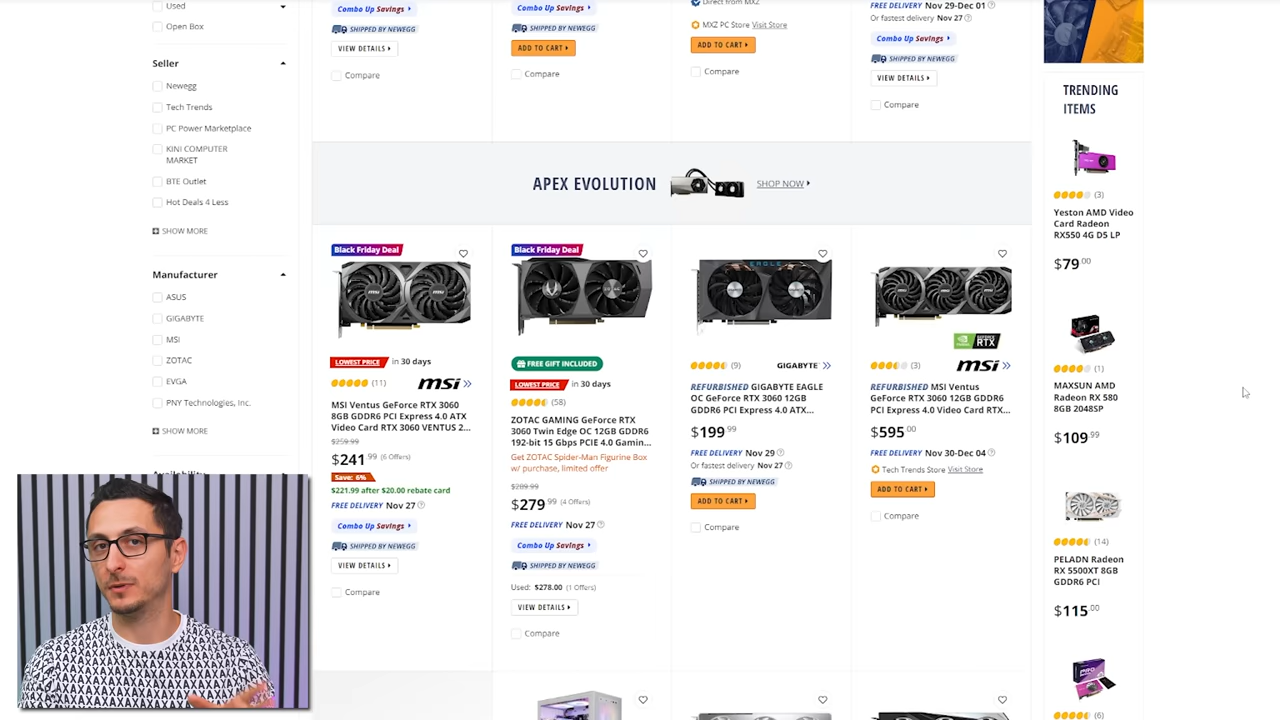 Used
Open Box
Seller
Newegg
Tech Trends
PC Power Marketplace
KINI COMPUTER
MARKET
BTE Outlet
Hot Deals 4 Less
SHOW MORE
Manufacturer
ASUS
GIGABYTE
MSI
ZOTAC
EVGA
PNY Technologies, Inc.
SHOW MORE
Availability
Combo Up Savings
SHIPPED BY NEWEGG
VIEW DETAILS
Compare
Combo Up Savings
SHIPPED BY NEWEGG
ADD TO CART
Compare
Direct from MXZ
MXZ PC Store Visit Store
ADD TO CART
Compare
FREE DELIVERY Nov 29-Dec 01
Or fastest delivery Nov 27
Combo Up Savings
SHIPPED BY NEWEGG
VIEW DETAILS
Compare
APEX EVOLUTION SHOP NOW
Black Friday Deal
LOWEST PRICE in 30 days
(11) msi
MSI Ventus GeForce RTX 3060
8GB GDDR6 PCI Express 4.0 ATX
Video Card RTX 3060 VENTUS 2...
$259.99
$241.99 (6 Offers)
Save: 6%
$221.99 after $20.00 rebate card
FREE DELIVERY Nov 27
Combo Up Savings
SHIPPED BY NEWEGG
VIEW DETAILS
Compare
Black Friday Deal
FREE GIFT INCLUDED
LOWEST PRICE in 30 days
(58)
ZOTAC GAMING GeForce RTX
3060 Twin Edge OC 12GB GDDR6
192-bit 15 Gbps PCIE 4.0 Gamin...
Get ZOTAC Spider-Man Figurine Box
w/ purchase, limited offer
$289.99
$279.99 (4 Offers)
FREE DELIVERY Nov 27
Combo Up Savings
SHIPPED BY NEWEGG
Used: $278.00 (1 Offers)
VIEW DETAILS
Compare
EAGLE
(9) GIGABYTE
REFURBISHED GIGABYTE EAGLE
OC GeForce RTX 3060 12GB
GDDR6 PCI Express 4.0 ATX...
$199.99
FREE DELIVERY Nov 29
Or fastest delivery Nov 27
SHIPPED BY NEWEGG
ADD TO CART
Compare
RTX
(3) msi
REFURBISHED MSI Ventus
GeForce RTX 3060 12GB GDDR6
PCI Express 4.0 Video Card RTX...
$595.00
FREE DELIVERY Nov 30-Dec 04
Tech Trends Store Visit Store
ADD TO CART
Compare
TRENDING
ITEMS
(3)
Yeston AMD Video
Card Radeon
RX550 4G D5 LP
$79.00
(1)
MAXSUN AMD
Radeon RX 580
8GB 2048SP
$109.99
(14)
PELADN Radeon
RX 5500XT 8GB
GDDR6 PCI
$115.00
(6)